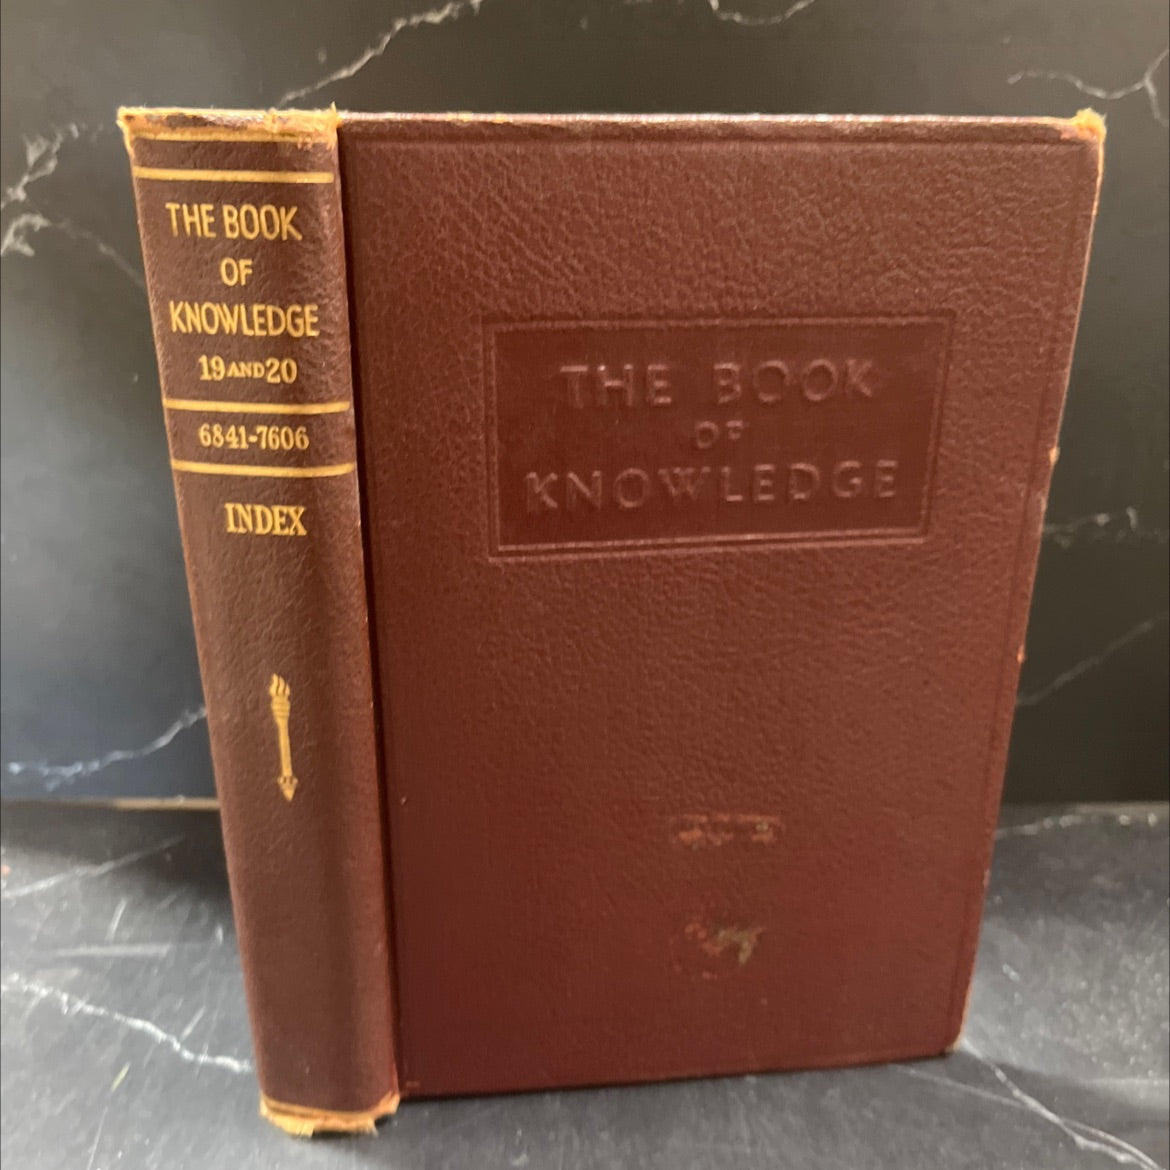 THE BOOK
OF
KNOWLEDGE
19 AND 20
6841-7606
INDEX
THE BOOK
OF
KNOWLEDGE